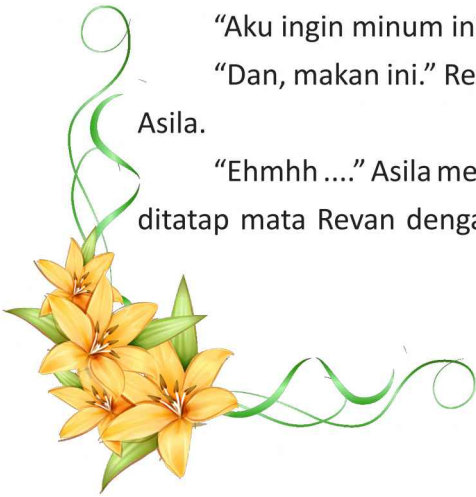 “Aku ingin minum in
“Dan, makan ini.” Re
Asila.
“Ehmhh ....” Asila me
ditatap mata Revan denga